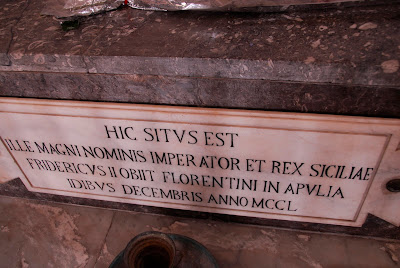 HIC SITVS EST
ILLE MAGNI NOMINIS IMPERATOR ET REX SICILIAE
FRIDERICVS II OBIIT FLORENTINI IN APVLIA
IDIBVS DECEMBRIS ANNO MCCL